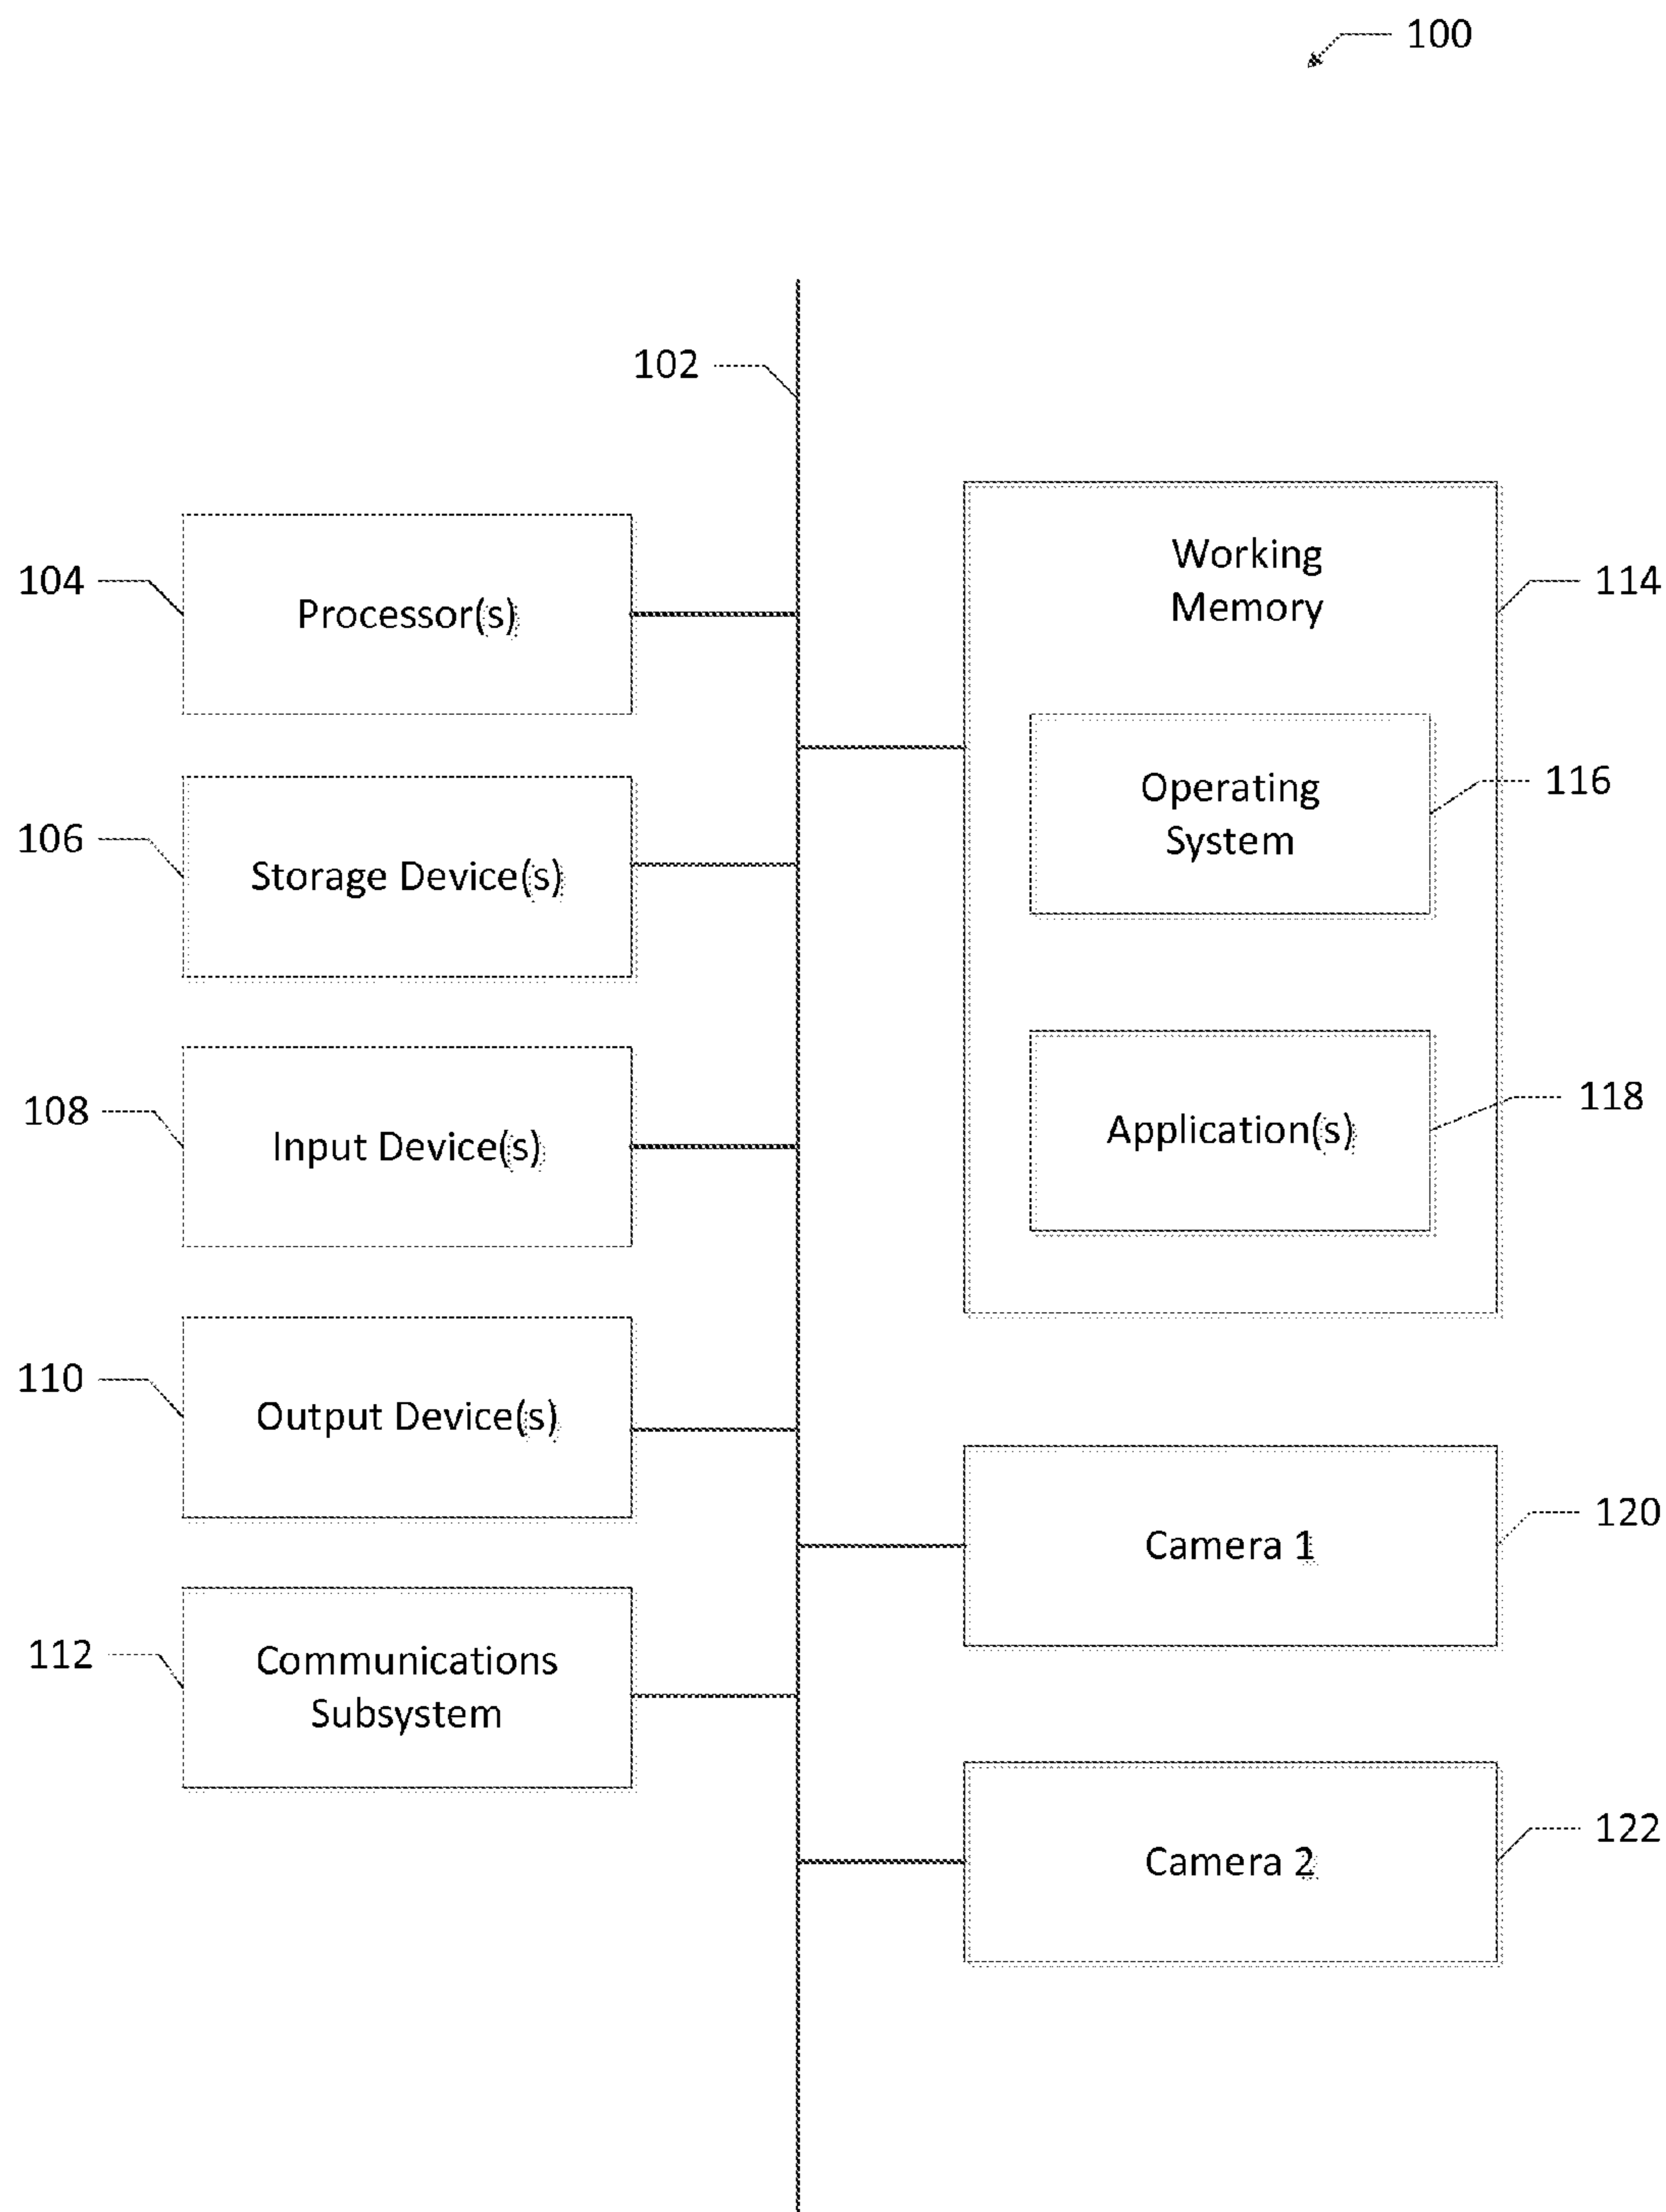 100
102
104
Processor(s)
106
Storage Device(s)
108
Input Device(s)
110
Output Device(s)
112
Communications
Subsystem
Working
Memory
114
Operating
System
116
Application(s)
118
Camera 1
120
Camera 2
122